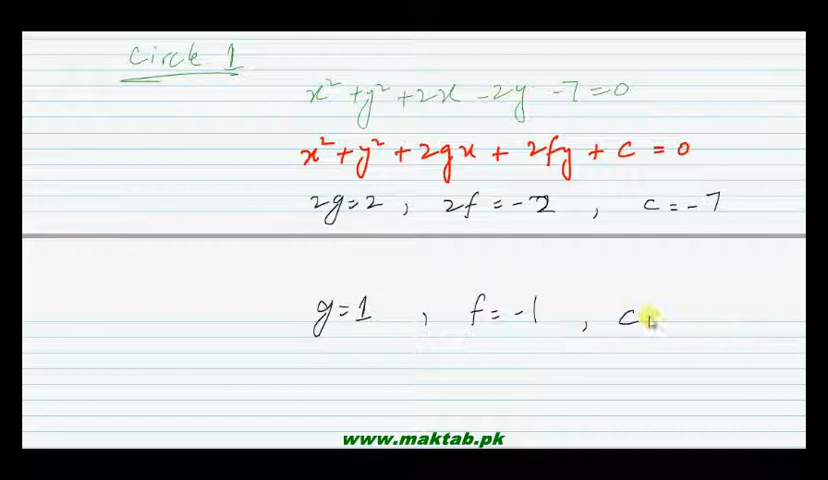 Circle 1
x² + y² + 2x - 2y - 7 = 0
x² + y² + 2gx + 2fy + c = 0
2g = 2 , 2f = -2 , c = -7
g = 1 , f = -1 , c
www.maktab.pk